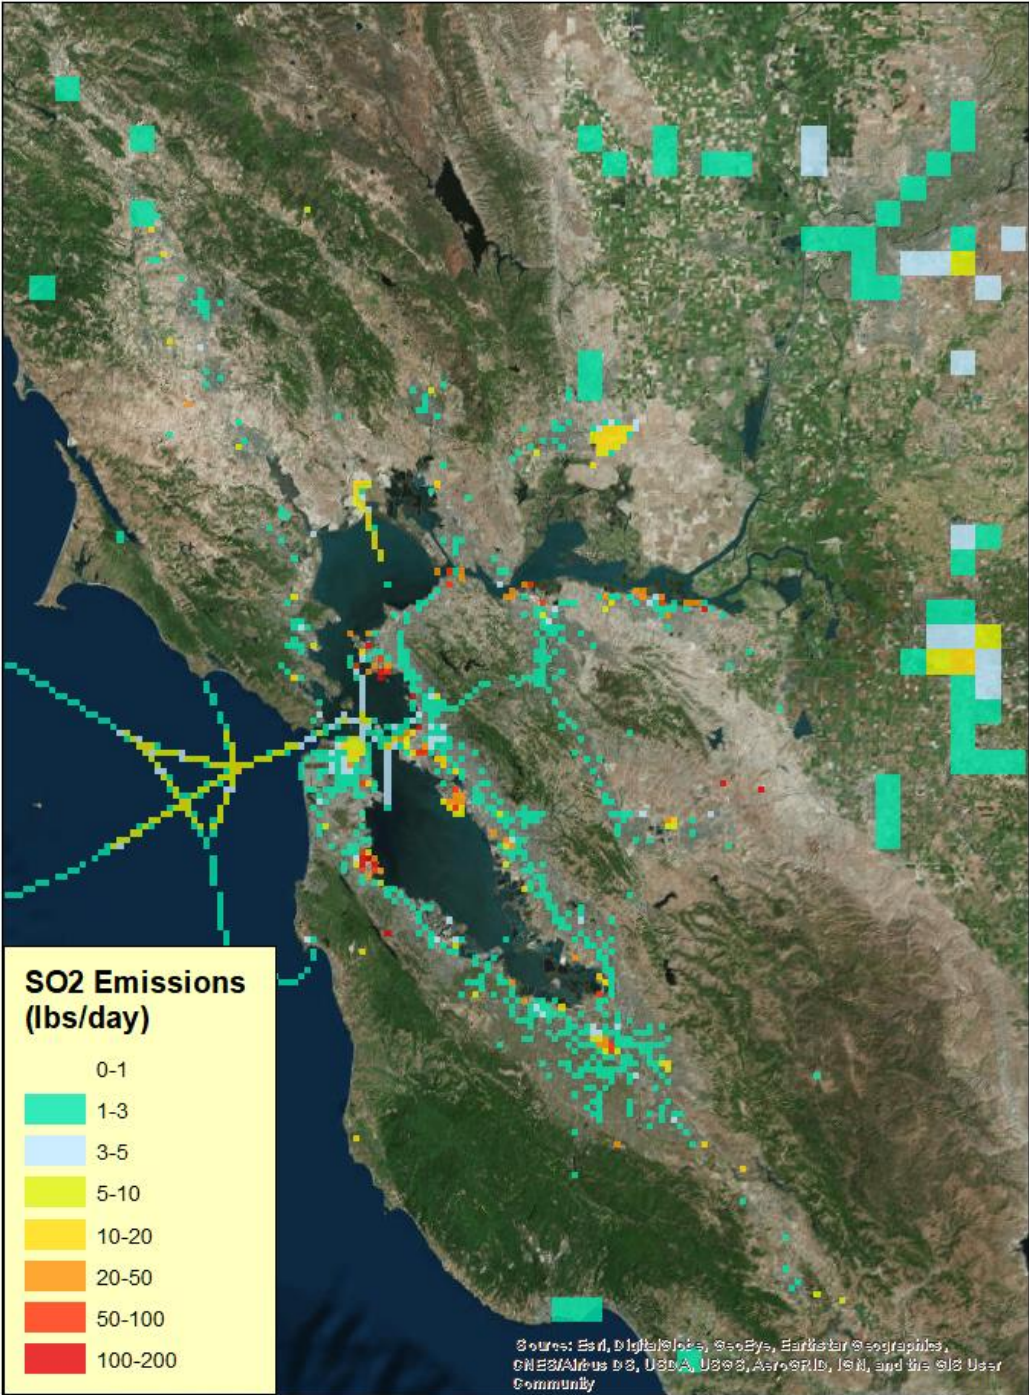 SO2 Emissions
(lbs/day)
0-1
1-3
3-5
5-10
10-20
20-50
50-100
100-200
Source: Esri, DigitalGlobe, GeoEye, Earthstar Geographics,
CNES/Airbus DS, USDA, USGS, AeroGRID, IGN, and the GIS User
Community